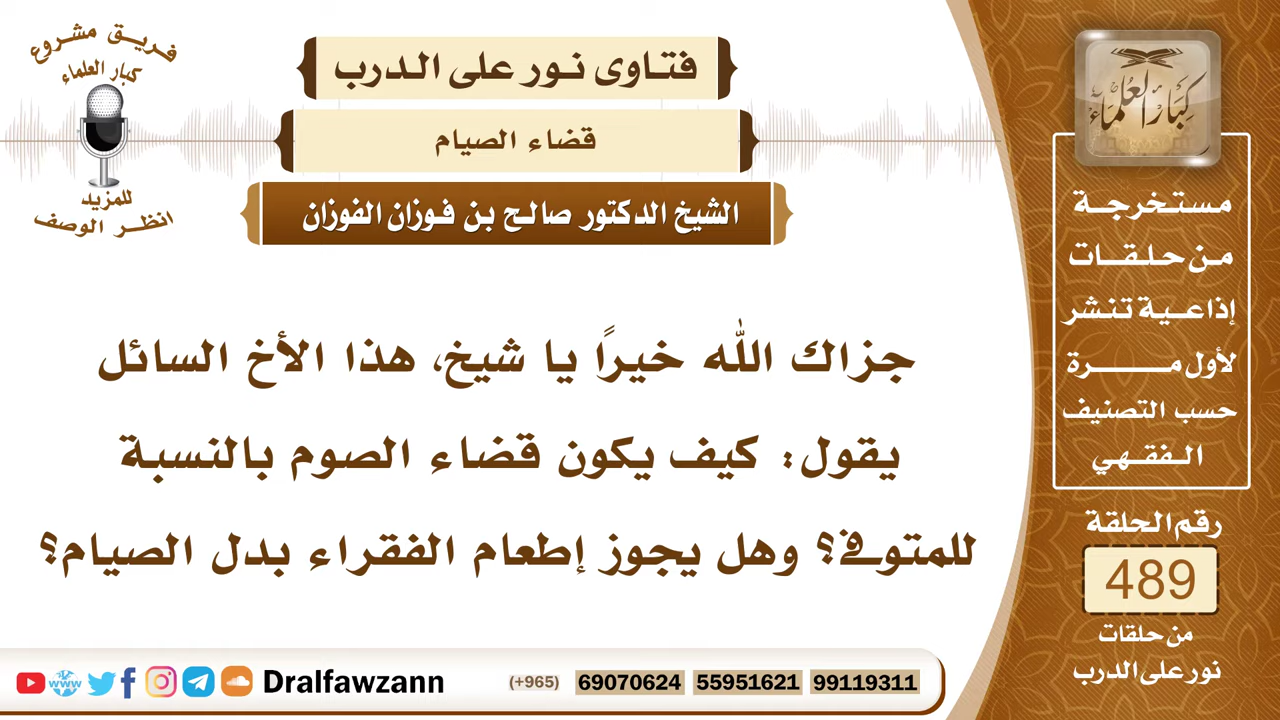 فريق مشروع
كبار العلماء
للمزيد
انظر الوصف
فتاوى نور على الدرب
قضاء الصيام
الشيخ الدكتور صالح بن فوزان الفوزان
جزاك الله خيرًا يا شيخ، هذا الأخ السائل
يقول: كيف يكون قضاء الصوم بالنسبة
للمتوفى؟ وهل يجوز إطعام الفقراء بدل الصيام؟
كبار العلماء
مستخرجة
من حلقات
إذاعية تنشر
لأول مرة
حسب التصنيف
الفقهي
رقم الحلقة
489
من حلقات
نور على الدرب
www
Dralfawzann (+965) 69070624 55951621 99119311